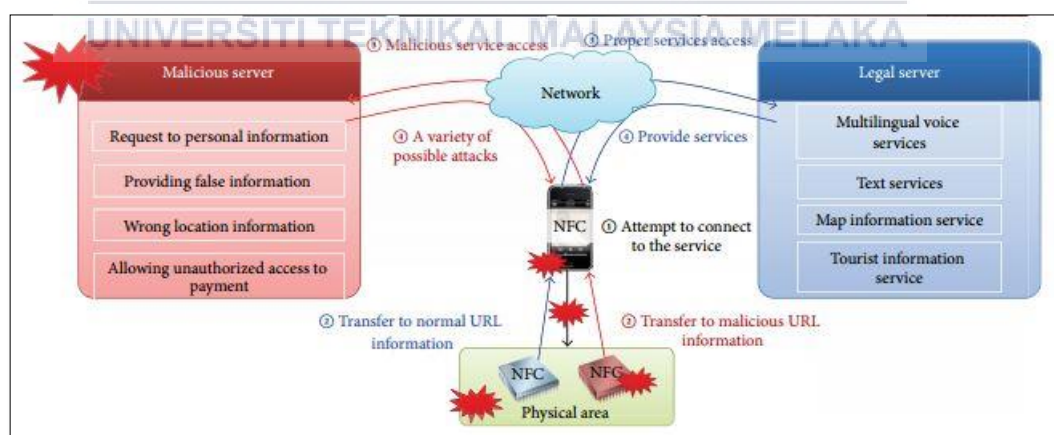 UNIVERSITI TEKNIKAL MALAYSIA MELAKA
③ Malicious service access
③ Proper services access
Malicious server
Request to personal information
Providing false information
Wrong location information
Allowing unauthorized access to
payment
Network
④ A variety of
possible attacks
④ Provide services
Legal server
Multilingual voice
services
Text services
Map information service
Tourist information
service
NFC
① Attempt to connect
to the service
② Transfer to normal URL
information
② Transfer to malicious URL
information
NFC
NFC
Physical area